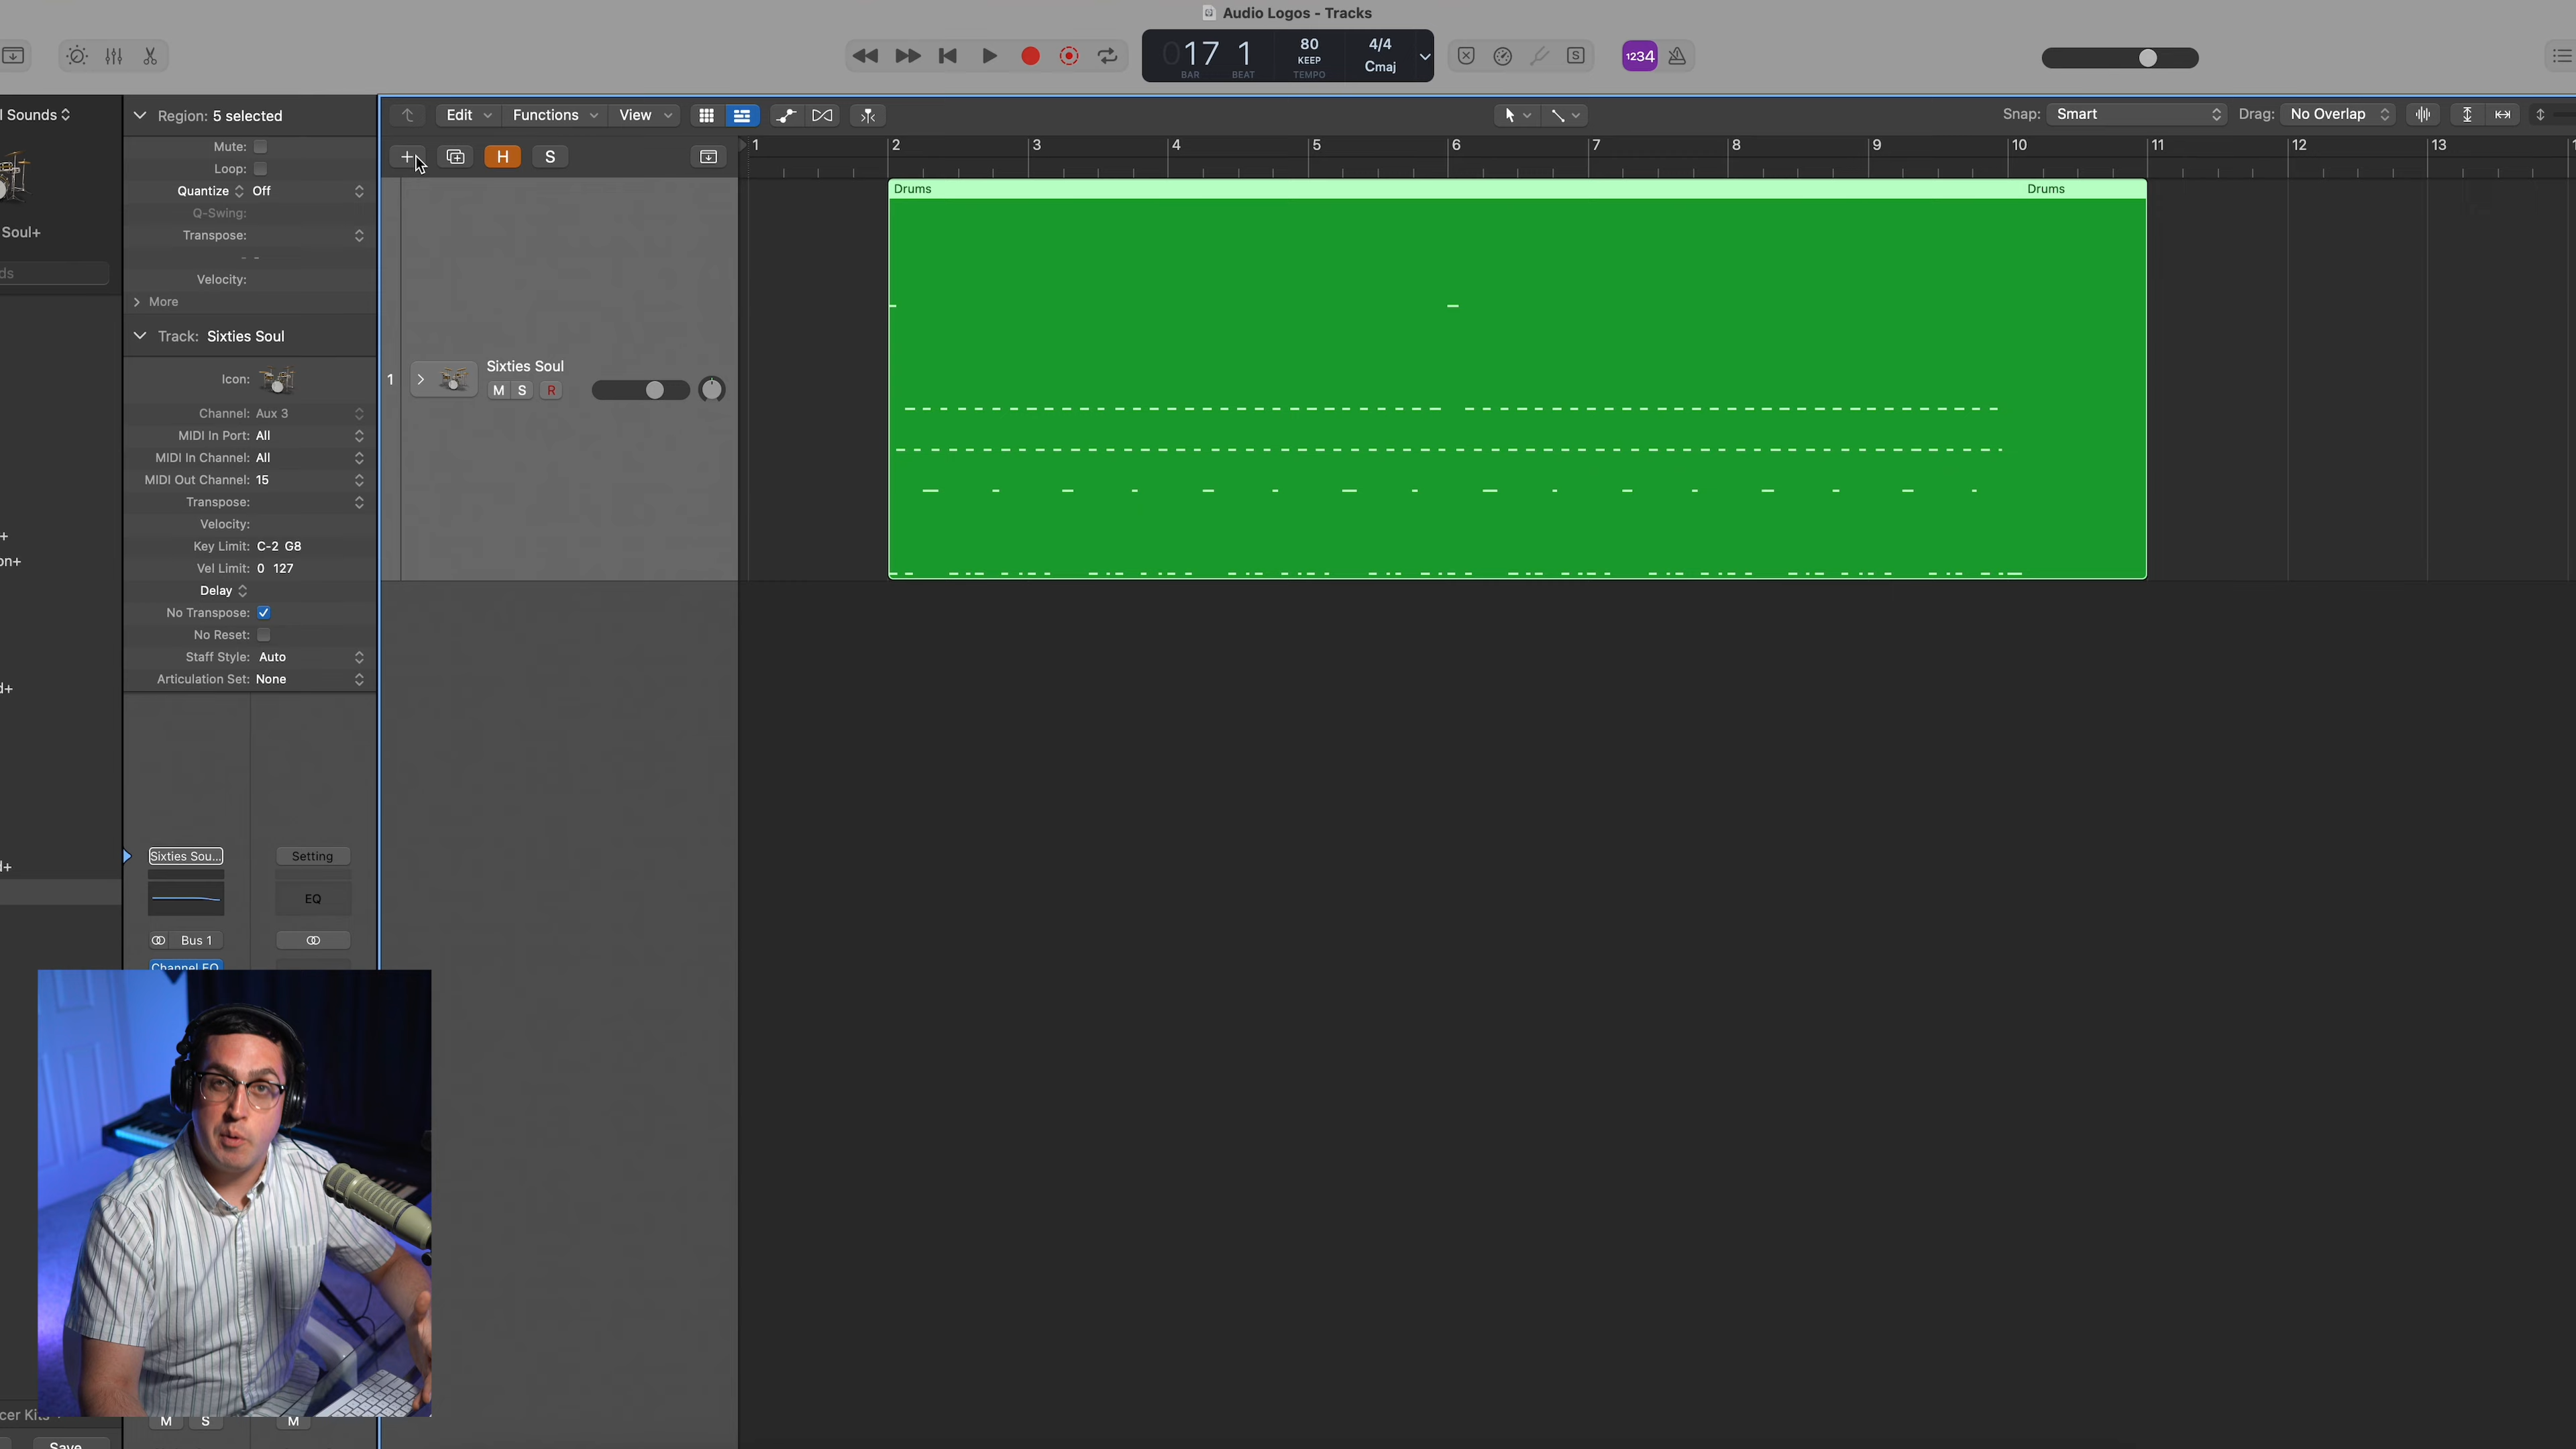 Audio Logos - Tracks
017 1
BAR BEAT
80
KEEP
TEMPO
4/4
Cmaj
1234
S
Sounds
Region: 5 selected
Edit
Functions
View
Snap: Smart
Drag: No Overlap
Mute:
Loop:
Quantize Off
Q-Swing:
Transpose:
- -
Velocity:
More
+
H
S
1 2 3 4 5 6 7 8 9 10 11 12 13
Drums
Drums
Soul+
Track: Sixties Soul
Icon:
Channel: Aux 3
MIDI In Port: All
MIDI In Channel: All
MIDI Out Channel: 15
Transpose:
Velocity:
Key Limit: C-2 G8
Vel Limit: 0 127
Delay
No Transpose:
No Reset:
Staff Style: Auto
Articulation Set: None
1
Sixties Soul
M S R
Sixties Sou...
Setting
EQ
Bus 1
Channel EQ
M S
M
Save